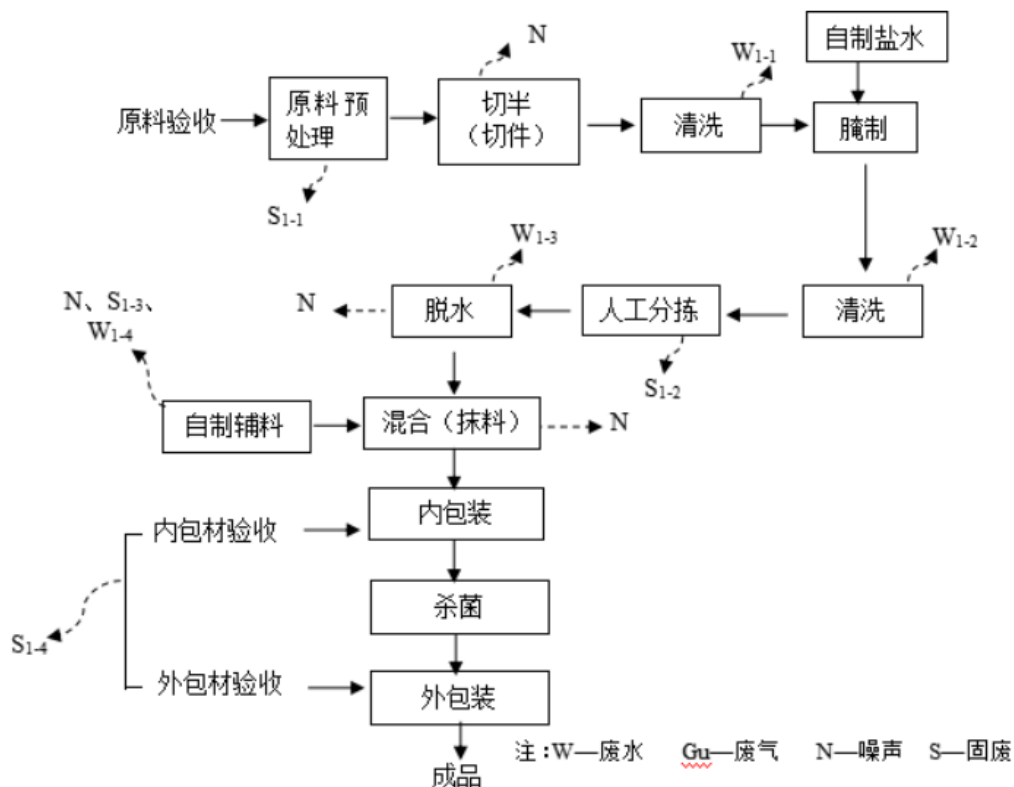 自制盐水
N
W1-1
原料验收
原料预
处理
切半
（切件）
清洗
腌制
S1-1
W1-3
W1-2
N、S1-3、
W1-4
N
脱水
人工分拣
清洗
S1-2
自制辅料
混合（抹料）
N
内包材验收
内包装
杀菌
S1-4
外包材验收
外包装
成品
注：W—废水 Gu—废气 N—噪声 S—固废